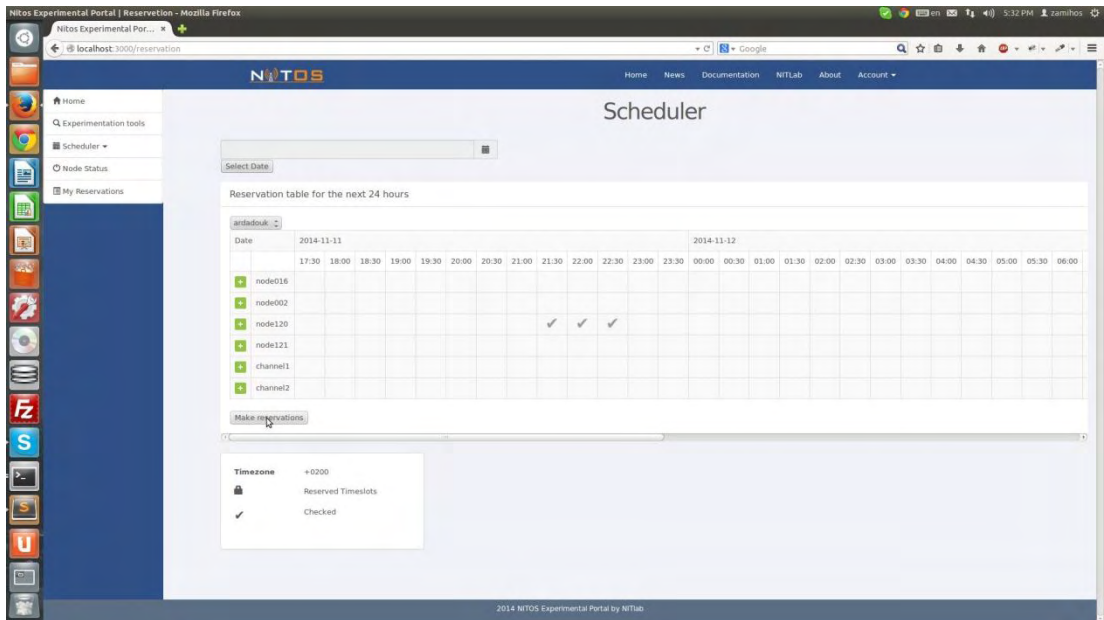 Nitos Experimental Portal | Reservetion - Mozilla Firefox
en 5:32 PM zamihos
Nitos Experimental Por... ×
localhost:3000/reservation
Google
NITOS
Home News Documentation NITLab About Account
Home
Experimentation tools
Scheduler
Node Status
My Reservations
Scheduler
Select Date
Reservation table for the next 24 hours
ardadouk
Date 2014-11-11 2014-11-12
17:30 18:00 18:30 19:00 19:30 20:00 20:30 21:00 21:30 22:00 22:30 23:00 23:30 00:00 00:30 01:00 01:30 02:00 02:30 03:00 03:30 04:00 04:30 05:00 05:30 06:00
node016
node002
node120
node121
channel1
channel2
Make reservations
Timezone +0200
Reserved Timeslots
Checked
2014 NITOS Experimental Portal by NITlab